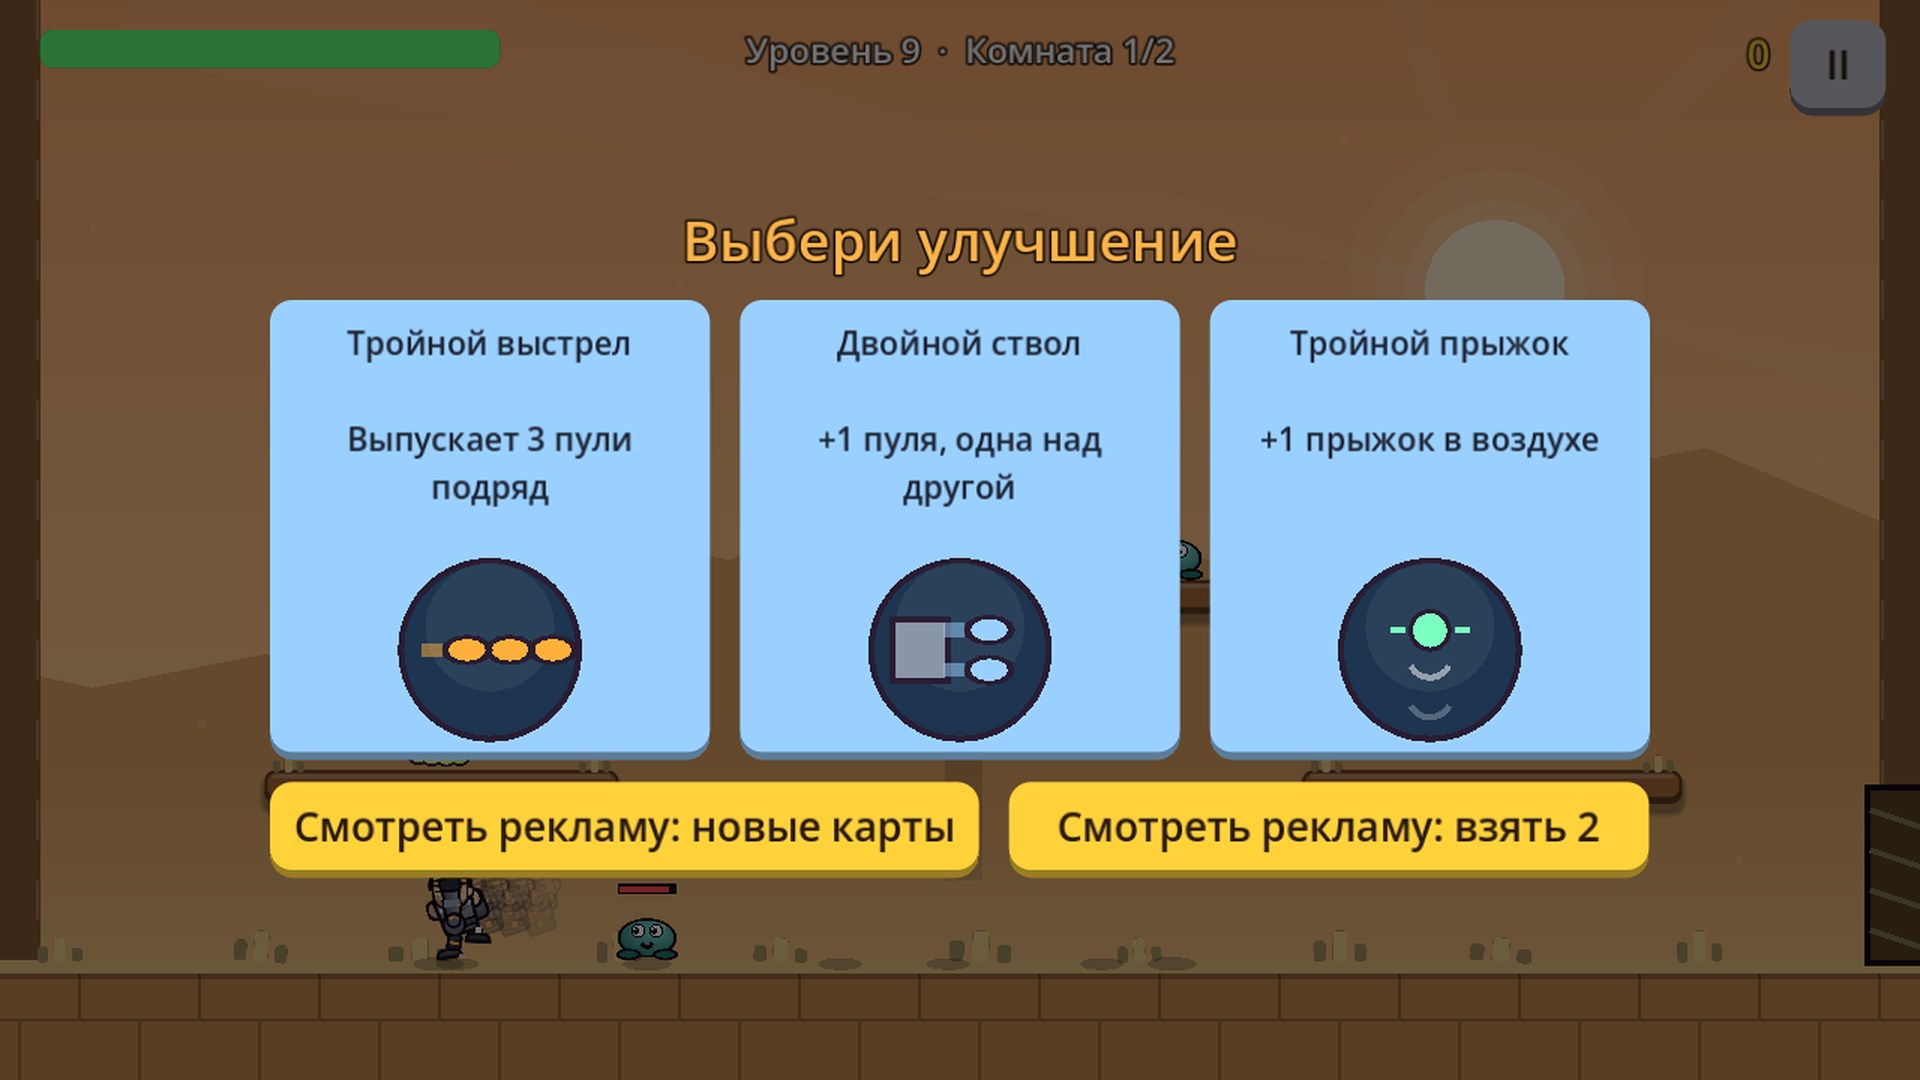 Уровень 9 · Комната 1/2
0
Выбери улучшение
Тройной выстрел
Выпускает 3 пули
подряд
Двойной ствол
+1 пуля, одна над
другой
Тройной прыжок
+1 прыжок в воздухе
Смотреть рекламу: новые карты
Смотреть рекламу: взять 2